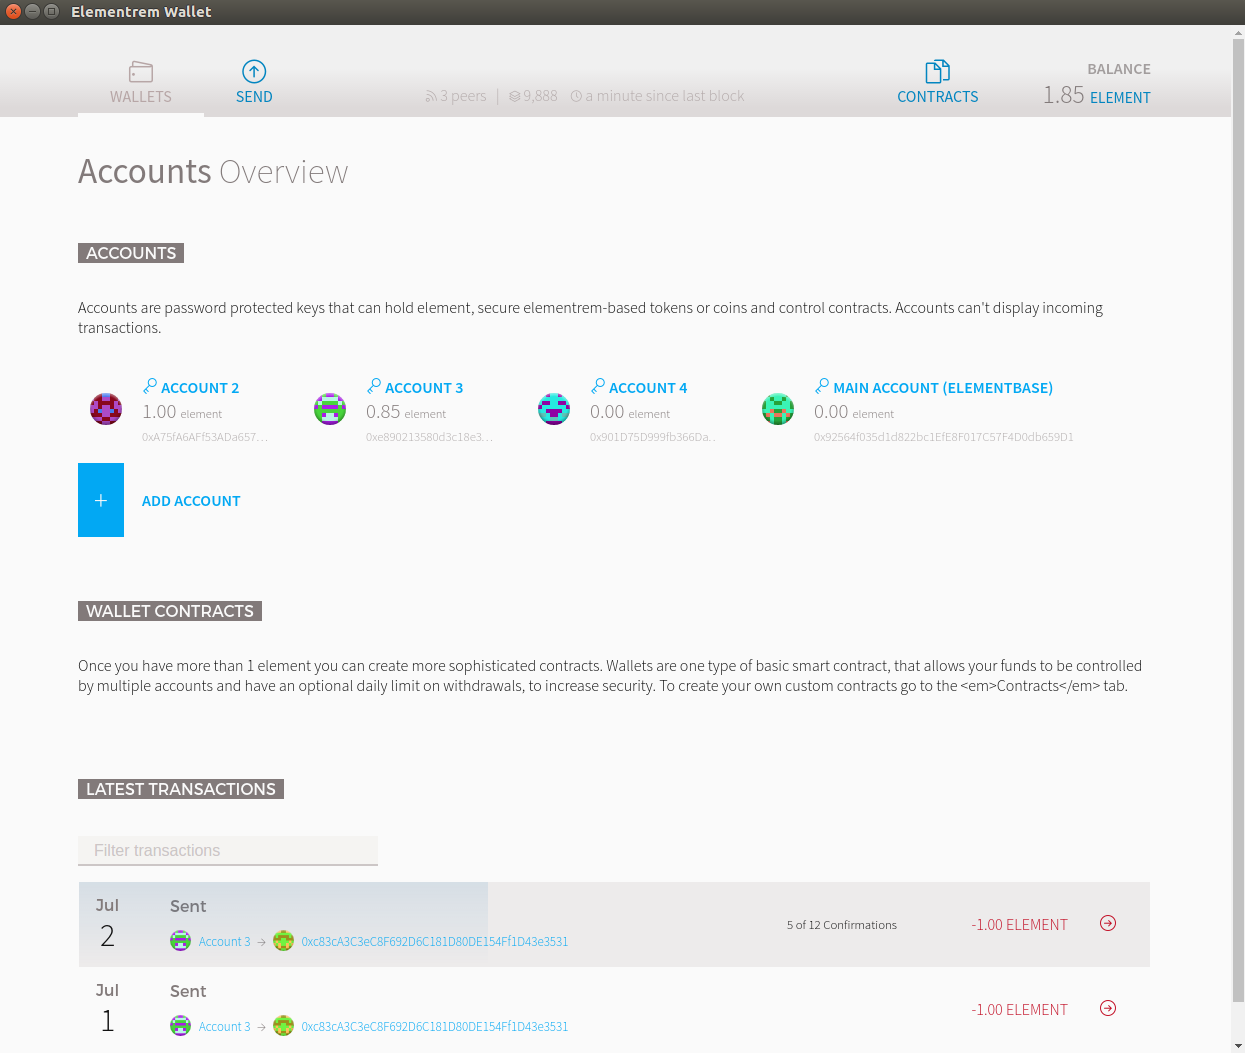 Elementrem Wallet
WALLETS
SEND
3 peers | 9,888 a minute since last block
CONTRACTS
BALANCE
1.85 ELEMENT
Accounts Overview
ACCOUNTS
Accounts are password protected keys that can hold element, secure elementrem-based tokens or coins and control contracts. Accounts can't display incoming
transactions.
ACCOUNT 2
1.00 element
0xA75fA6AFf53ADa657...
ACCOUNT 3
0.85 element
0xe890213580d3c18e3...
ACCOUNT 4
0.00 element
0x901D75D999fb366Da..
MAIN ACCOUNT (ELEMENTBASE)
0.00 element
0x92564f035d1d822bc1EfE8F017C57F4D0db659D1
+ ADD ACCOUNT
WALLET CONTRACTS
Once you have more than 1 element you can create more sophisticated contracts. Wallets are one type of basic smart contract, that allows your funds to be controlled
by multiple accounts and have an optional daily limit on withdrawals, to increase security. To create your own custom contracts go to the <em>Contracts</em> tab.
LATEST TRANSACTIONS
Filter transactions
Jul
2
Sent
Account 3 → 0xc83cA3C3eC8F692D6C181D80DE154Ff1D43e3531
5 of 12 Confirmations
-1.00 ELEMENT
Jul
1
Sent
Account 3 → 0xc83cA3C3eC8F692D6C181D80DE154Ff1D43e3531
-1.00 ELEMENT